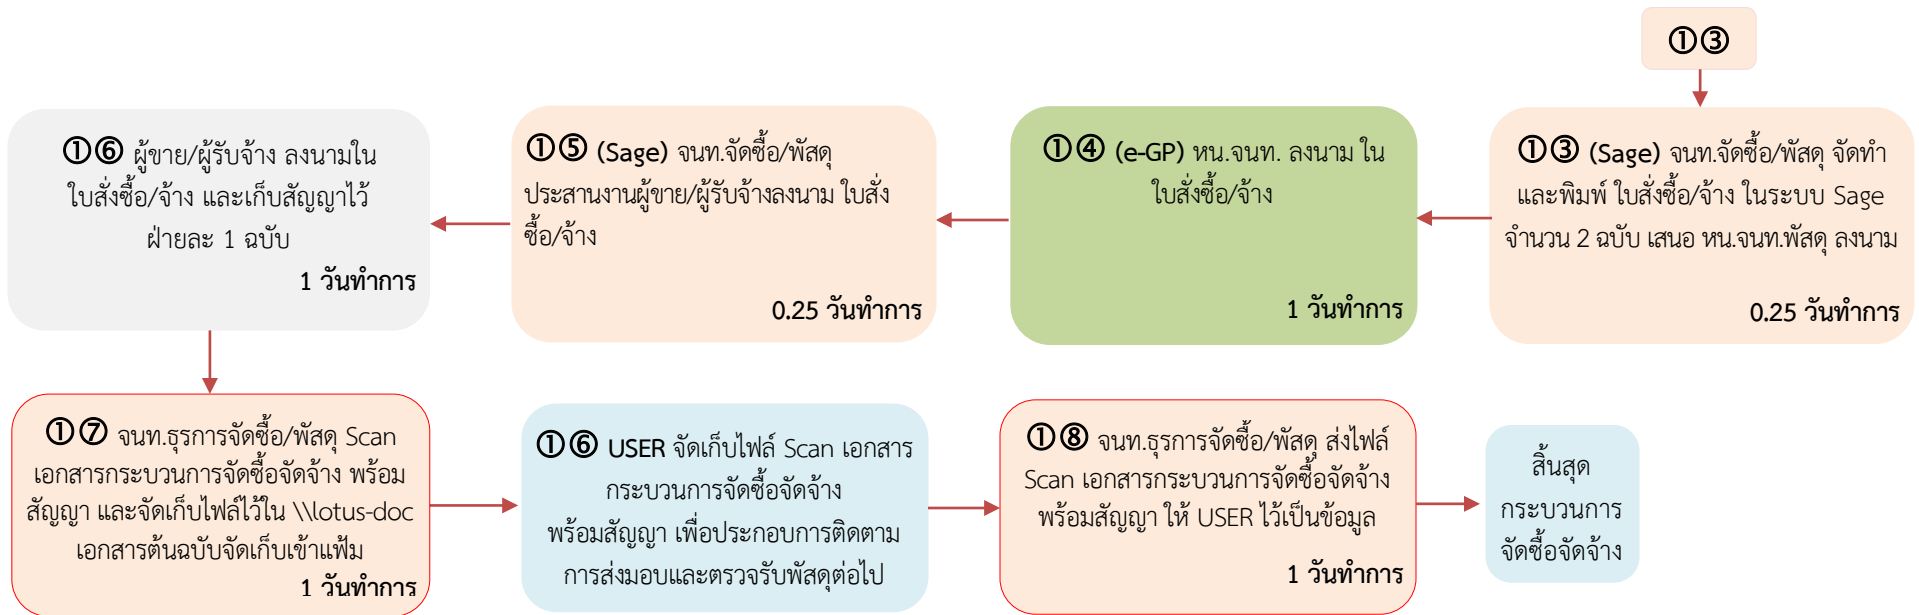 ①③
①③ (Sage) จนท.จัดซื้อ/พัสดุ จัดทำ
และพิมพ์ ใบสั่งซื้อ/จ้าง ในระบบ Sage
จำนวน 2 ฉบับ เสนอ หน.จนท.พัสดุ ลงนาม
0.25 วันทำการ
①④ (e-GP) หน.จนท. ลงนาม ใน
ใบสั่งซื้อ/จ้าง
1 วันทำการ
①⑤ (Sage) จนท.จัดซื้อ/พัสดุ
ประสานงานผู้ขาย/ผู้รับจ้างลงนาม ใบสั่ง
ซื้อ/จ้าง
0.25 วันทำการ
①⑥ ผู้ขาย/ผู้รับจ้าง ลงนามใน
ใบสั่งซื้อ/จ้าง และเก็บสัญญาไว้
ฝ่ายละ 1 ฉบับ
1 วันทำการ
①⑦ จนท.ธุรการจัดซื้อ/พัสดุ Scan
เอกสารกระบวนการจัดซื้อจัดจ้าง พร้อม
สัญญา และจัดเก็บไฟล์ไว้ใน \\lotus-doc
เอกสารต้นฉบับจัดเก็บเข้าแฟ้ม
1 วันทำการ
①⑥ USER จัดเก็บไฟล์ Scan เอกสาร
กระบวนการจัดซื้อจัดจ้าง
พร้อมสัญญา เพื่อประกอบการติดตาม
การส่งมอบและตรวจรับพัสดุต่อไป
①⑧ จนท.ธุรการจัดซื้อ/พัสดุ ส่งไฟล์
Scan เอกสารกระบวนการจัดซื้อจัดจ้าง
พร้อมสัญญา ให้ USER ไว้เป็นข้อมูล
1 วันทำการ
สิ้นสุด
กระบวนการ
จัดซื้อจัดจ้าง